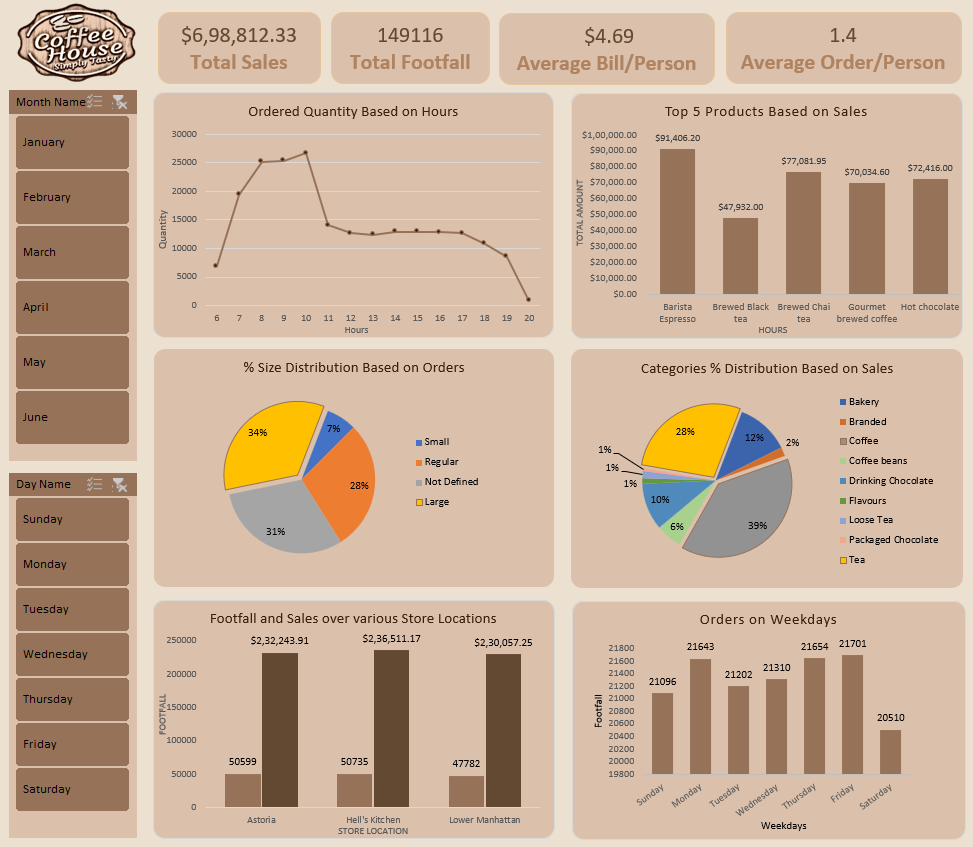 Coffee
House
Simply Tasty
$6,98,812.33
Total Sales
149116
Total Footfall
$4.69
Average Bill/Person
1.4
Average Order/Person
Month Name
January
February
March
April
May
June
Day Name
Sunday
Monday
Tuesday
Wednesday
Thursday
Friday
Saturday
Ordered Quantity Based on Hours
30000
25000
20000
15000
10000
5000
0
Quantity
6 7 8 9 10 11 12 13 14 15 16 17 18 19 20
Hours
Top 5 Products Based on Sales
$1,00,000.00
$90,000.00
$80,000.00
$70,000.00
$60,000.00
$50,000.00
$40,000.00
$30,000.00
$20,000.00
$10,000.00
$0.00
TOTAL AMOUNT
$91,406.20
$47,932.00
$77,081.95
$70,034.60
$72,416.00
Barista Espresso
Brewed Black tea
Brewed Chai tea
Gourmet brewed coffee
Hot chocolate
HOURS
% Size Distribution Based on Orders
34%
7%
28%
31%
Small
Regular
Not Defined
Large
Categories % Distribution Based on Sales
28%
12%
2%
39%
6%
10%
1%
1%
1%
Bakery
Branded
Coffee
Coffee beans
Drinking Chocolate
Flavours
Loose Tea
Packaged Chocolate
Tea
Footfall and Sales over various Store Locations
250000
200000
150000
100000
50000
0
FOOTFALL
50599
$2,32,243.91
50735
$2,36,511.17
47782
$2,30,057.25
Astoria
Hell's Kitchen
Lower Manhattan
STORE LOCATION
Orders on Weekdays
21800
21600
21400
21200
21000
20800
20600
20400
20200
20000
19800
Footfall
21096
21643
21202
21310
21654
21701
20510
Sunday
Monday
Tuesday
Wednesday
Thursday
Friday
Saturday
Weekdays